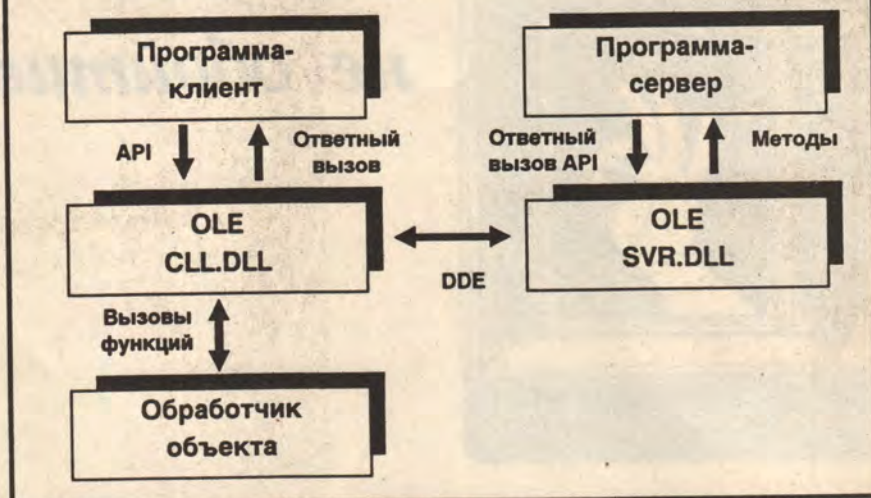 Программа-
клиент
Программа-
сервер
API
Ответный
вызов
Ответный
вызов API
Методы
OLE
CLL.DLL
DDE
OLE
SVR.DLL
Вызовы
функций
Обработчик
объекта